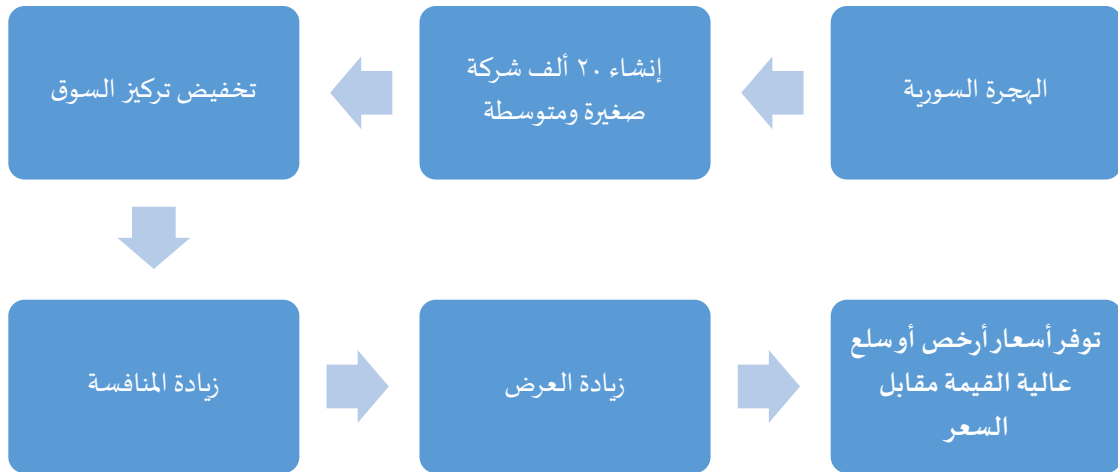 الهجرة السورية
إنشاء ٢٠ ألف شركة
صغيرة ومتوسطة
تخفيض تركيز السوق
زيادة المنافسة
زيادة العرض
توفر أسعار أرخص أو سلع
عالية القيمة مقابل
السعر